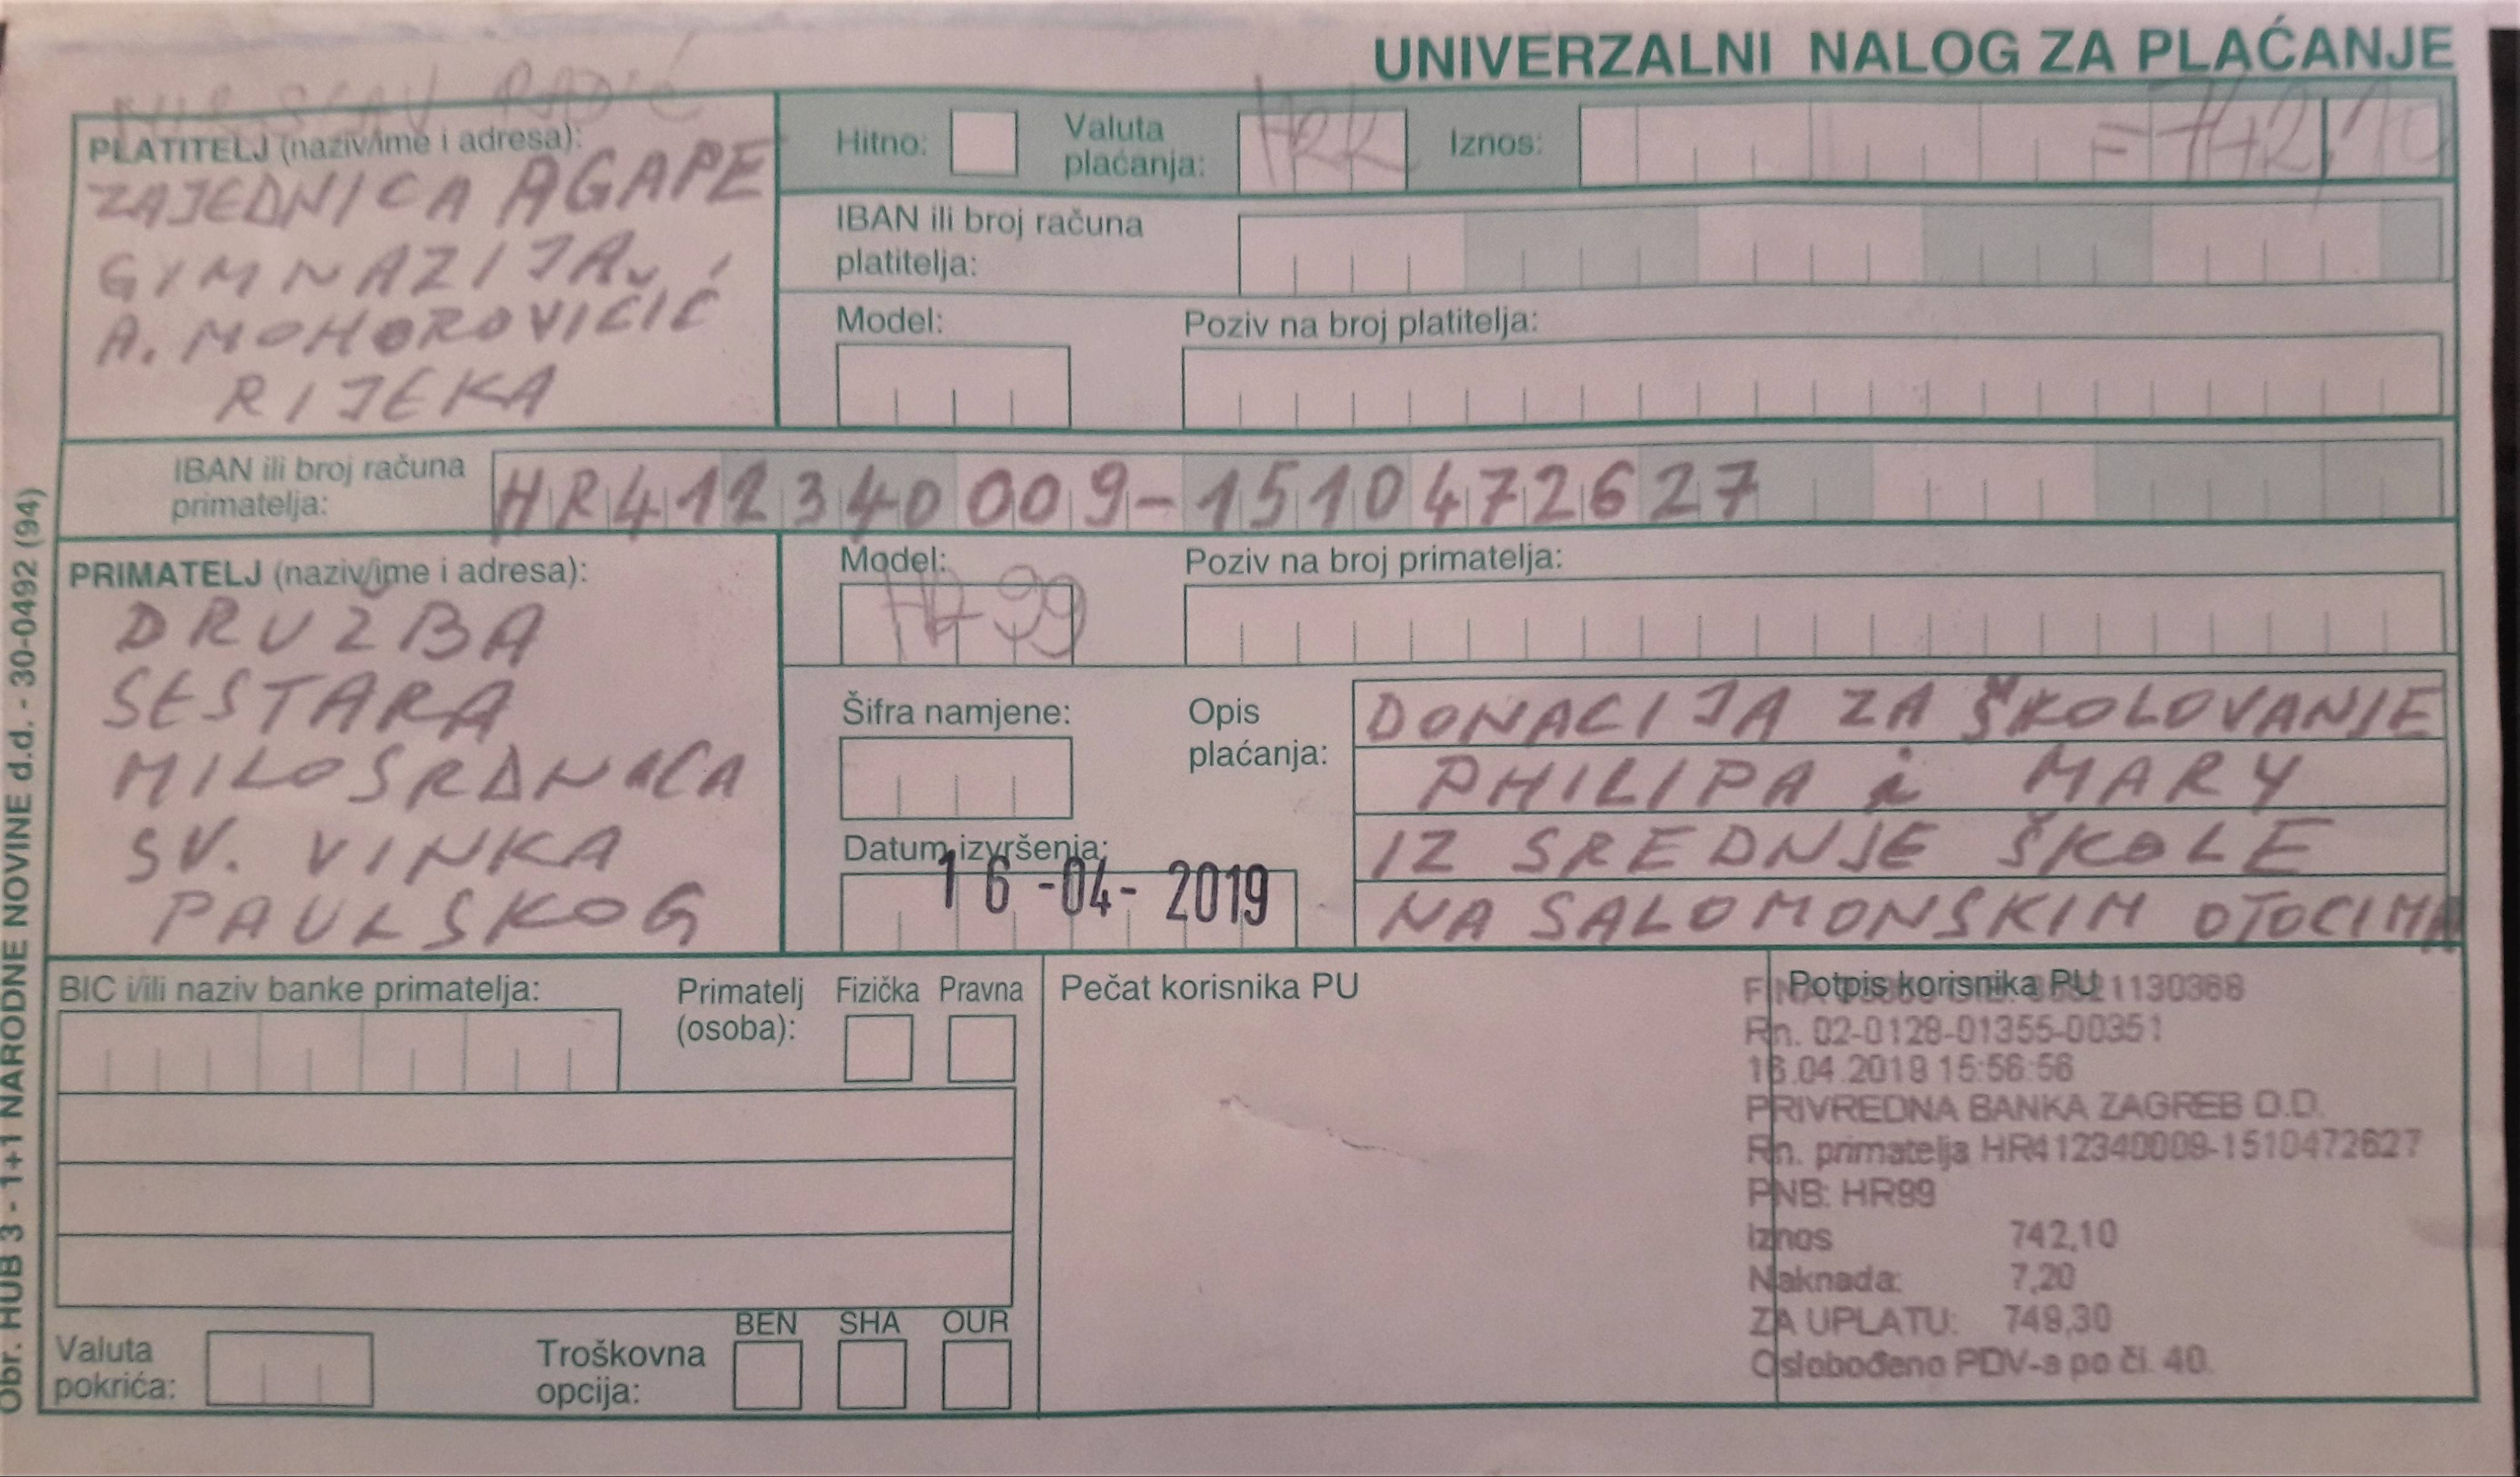 UNIVERZALNI NALOG ZA PLAĆANJE
RADIĆ
PLATITELJ (naziv/ime i adresa):
ZAJEDNICA AGAPE
GIMNAZIJA
A. MOHOROVIČIĆ
RIJEKA
Hitno:
Valuta plaćanja: HRK
Iznos: =742,10
IBAN ili broj računa
platitelja:
Model:
Poziv na broj platitelja:
IBAN ili broj računa
primatelja:
HR412340009-1510472627
PRIMATELJ (naziv/ime i adresa):
DRUŽBA
SESTARA
MILOSRDNICA
SV. VINKA
PAULSKOG
Model: HR99
Poziv na broj primatelja:
Šifra namjene:
Opis
plaćanja:
DONACIJA ZA ŠKOLOVANJE
PHILIPA i MARY
IZ SREDNJE ŠKOLE
NA SALOMONSKIM OTOCIMA
Datum izvršenja:
16-04-2019
BIC i/ili naziv banke primatelja:
Primatelj
(osoba):
Fizička Pravna
Valuta
pokrića:
Troškovna
opcija:
BEN SHA OUR
Pečat korisnika PU
Potpis korisnika PU
Rn. 02-0128-01355-00351
16.04.2019 15:56:56
PRIVREDNA BANKA ZAGREB D.D.
Rn. primatelja HR412340009-1510472627
PNB: HR99
Iznos 742,10
Naknada: 7,20
ZA UPLATU: 749,30
Oslobođeno PDV-a po čl. 40.
Obr. HUB 3 - 1+1 NARODNE NOVINE d.d. - 30-0492 (94)